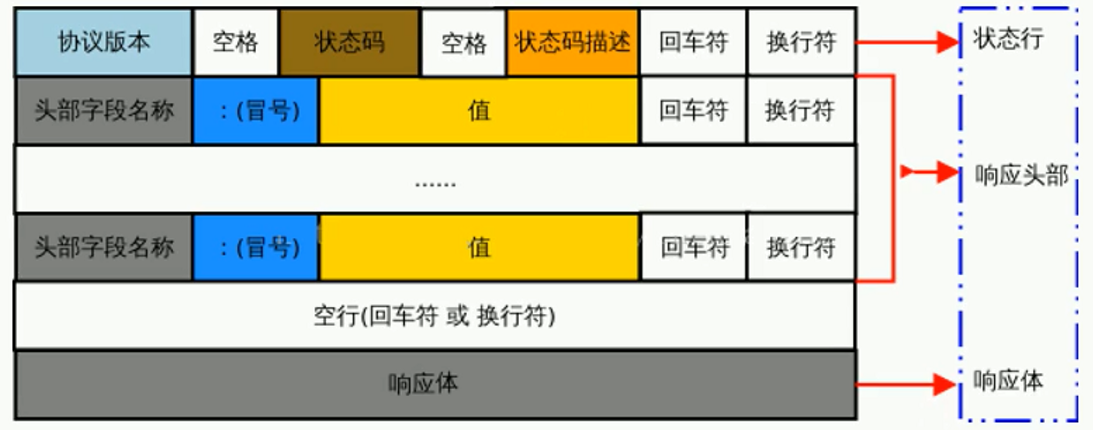 协议版本 空格 状态码 空格 状态码描述 回车符 换行符 状态行
头部字段名称 :(冒号) 值 回车符 换行符
...... 响应头部
头部字段名称 :(冒号) 值 回车符 换行符
空行(回车符 或 换行符)
响应体 响应体